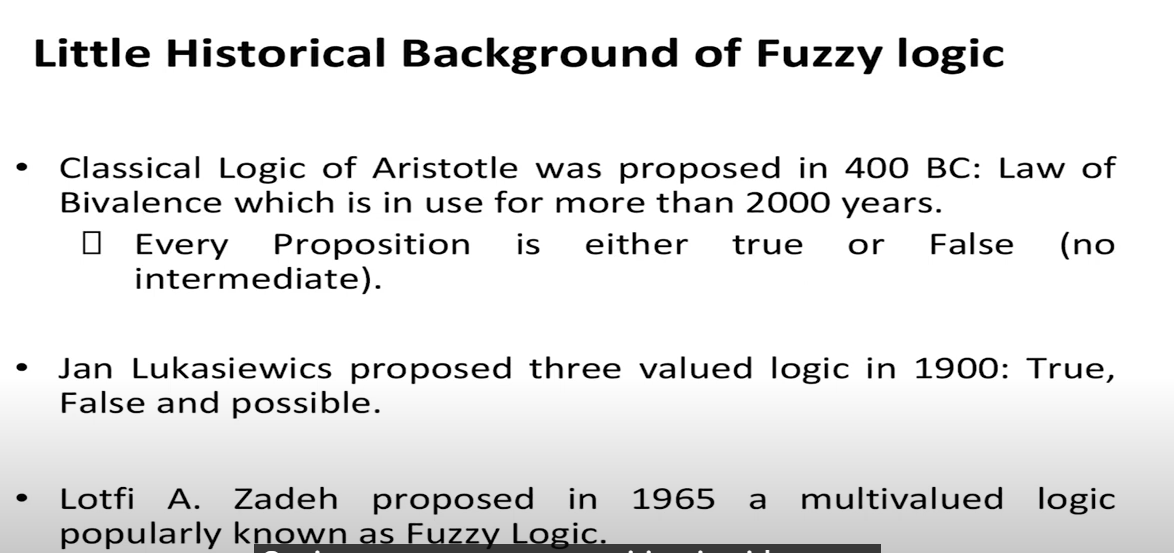 Little Historical Background of Fuzzy logic
• Classical Logic of Aristotle was proposed in 400 BC: Law of
Bivalence which is in use for more than 2000 years.
Every Proposition is either true or False (no
intermediate).
• Jan Lukasiewics proposed three valued logic in 1900: True,
False and possible.
• Lotfi A. Zadeh proposed in 1965 a multivalued logic
popularly known as Fuzzy Logic.